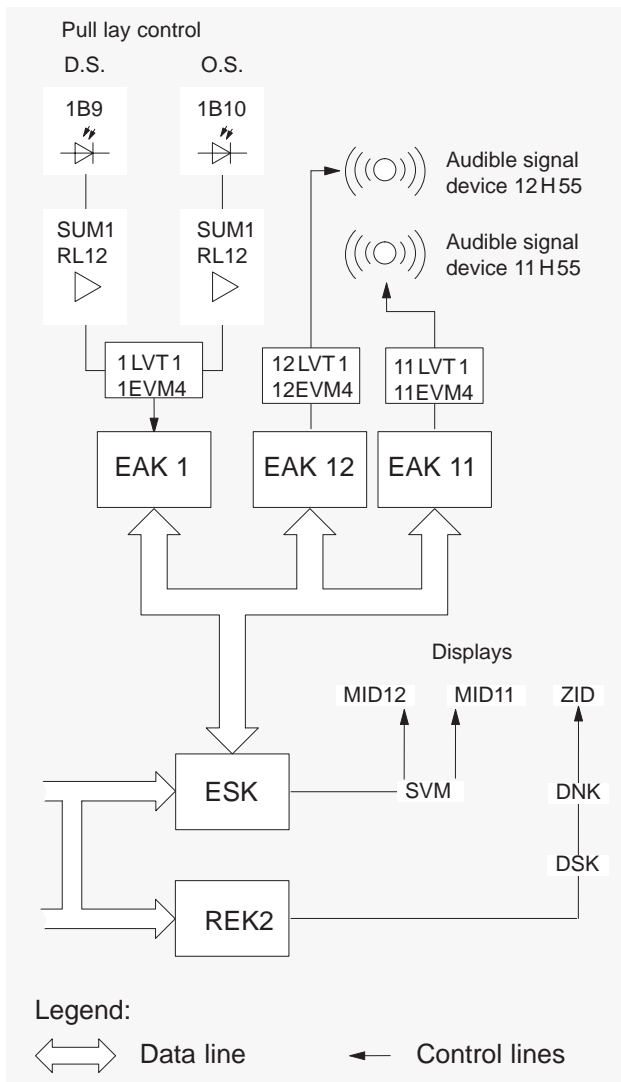 Pull lay control
D.S.
O.S.
1B9
1B10
SUM1
RL12
SUM1
RL12
Audible signal
device 12H55
Audible signal
device 11H55
1LVT1
1EVM4
12LVT1
12EVM4
11LVT1
11EVM4
EAK 1
EAK 12
EAK 11
Displays
MID12
MID11
ZID
ESK
SVM
DNK
DSK
REK2
Legend:
Data line
Control lines